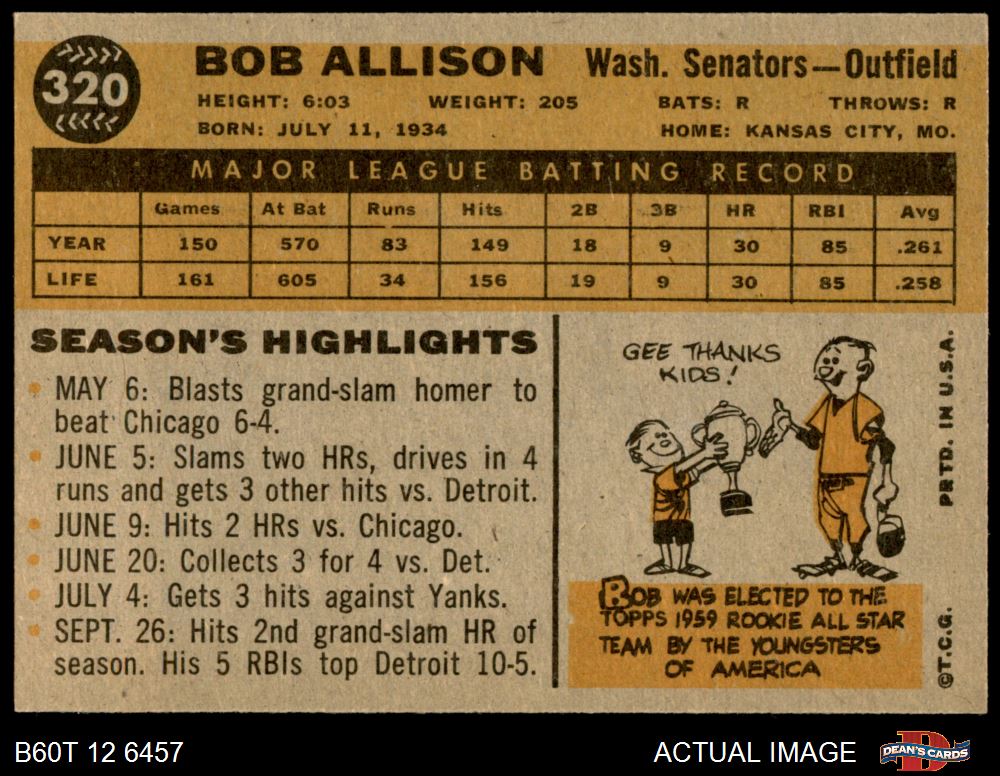 320
BOB ALLISON Wash. Senators—Outfield
HEIGHT: 6:03 WEIGHT: 205 BATS: R THROWS: R
BORN: JULY 11, 1934 HOME: KANSAS CITY, MO.
MAJOR LEAGUE BATTING RECORD
Games At Bat Runs Hits 2B 3B HR RBI Avg
YEAR 150 570 83 149 18 9 30 85 .261
LIFE 161 605 34 156 19 9 30 85 .258
SEASON'S HIGHLIGHTS
• MAY 6: Blasts grand-slam homer to
beat Chicago 6-4.
• JUNE 5: Slams two HRs, drives in 4
runs and gets 3 other hits vs. Detroit.
• JUNE 9: Hits 2 HRs vs. Chicago.
• JUNE 20: Collects 3 for 4 vs. Det.
• JULY 4: Gets 3 hits against Yanks.
• SEPT. 26: Hits 2nd grand-slam HR of
season. His 5 RBIs top Detroit 10-5.
GEE THANKS
KIDS!
BOB WAS ELECTED TO THE
TOPPS 1959 ROOKIE ALL STAR
TEAM BY THE YOUNGSTERS
OF AMERICA
©T.C.G. PRTD. IN U.S.A.
B60T 12 6457 ACTUAL IMAGE
DEAN'S CARDS